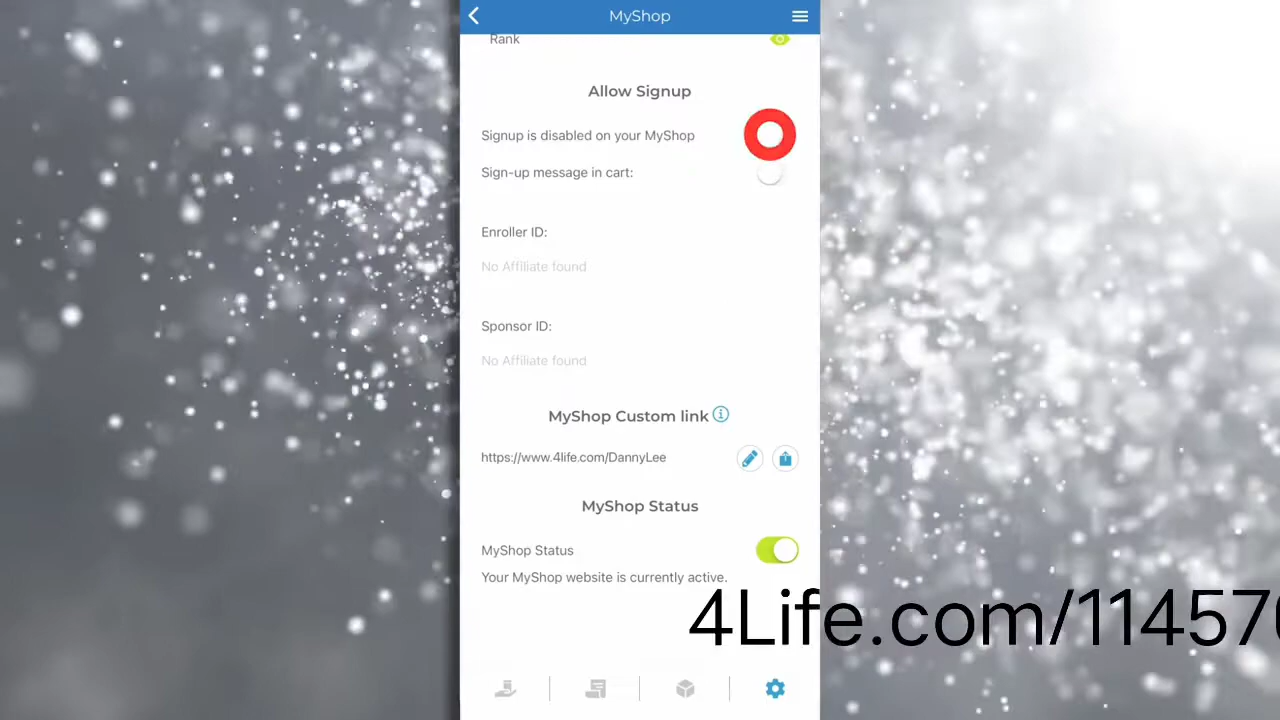 MyShop
Rank
Allow Signup
Signup is disabled on your MyShop
Sign-up message in cart:
Enroller ID:
No Affiliate found
Sponsor ID:
No Affiliate found
MyShop Custom link
https://www.4life.com/DannyLee
MyShop Status
MyShop Status
Your MyShop website is currently active.
4Life.com/11457